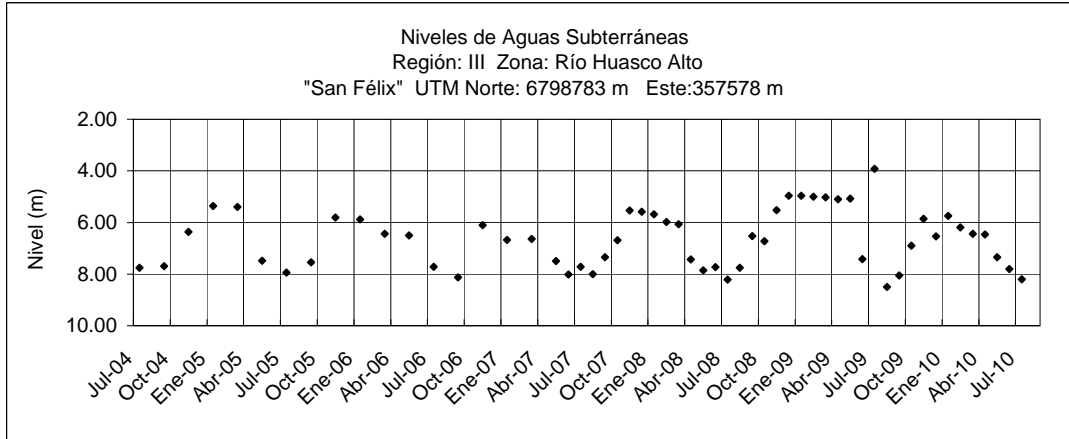 Niveles de Aguas Subterráneas
Región: III Zona: Río Huasco Alto
"San Félix" UTM Norte: 6798783 m Este:357578 m
Nivel (m)
2.00
4.00
6.00
8.00
10.00
Jul-04
Oct-04
Ene-05
Abr-05
Jul-05
Oct-05
Ene-06
Abr-06
Jul-06
Oct-06
Ene-07
Abr-07
Jul-07
Oct-07
Ene-08
Abr-08
Jul-08
Oct-08
Ene-09
Abr-09
Jul-09
Oct-09
Ene-10
Abr-10
Jul-10